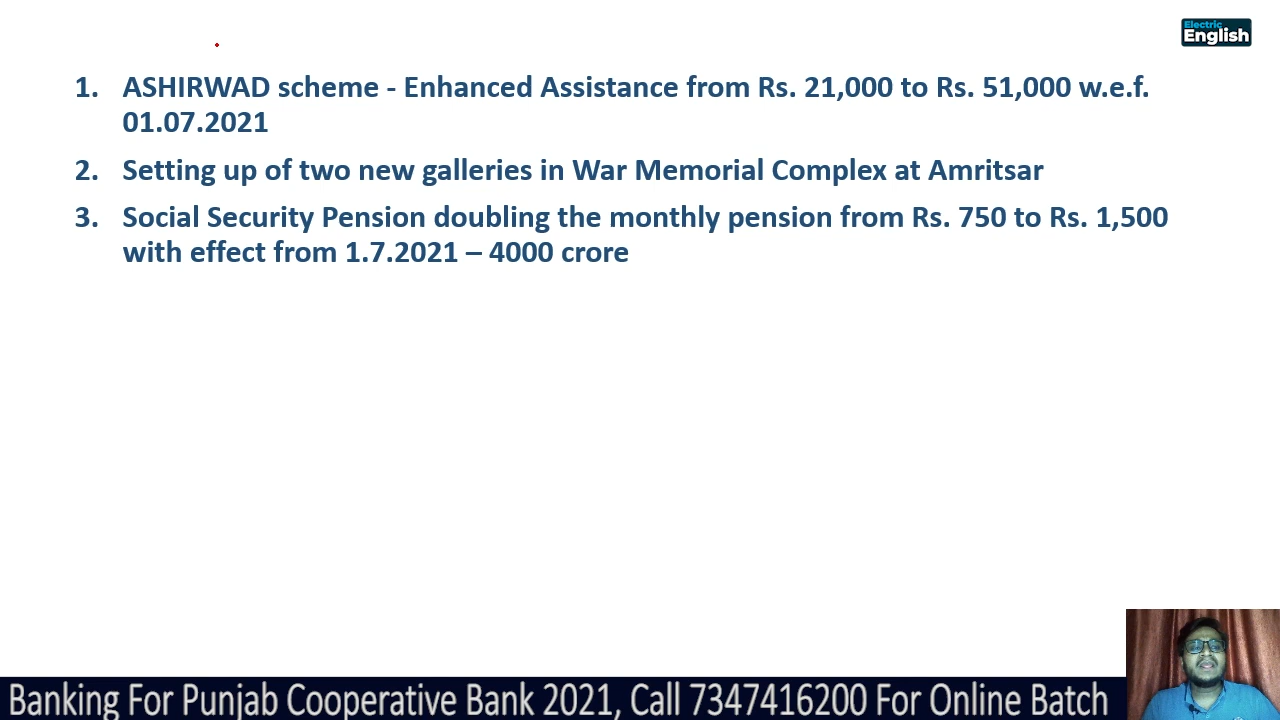 Electric
English
1. ASHIRWAD scheme - Enhanced Assistance from Rs. 21,000 to Rs. 51,000 w.e.f.
01.07.2021
2. Setting up of two new galleries in War Memorial Complex at Amritsar
3. Social Security Pension doubling the monthly pension from Rs. 750 to Rs. 1,500
with effect from 1.7.2021 – 4000 crore
Banking For Punjab Cooperative Bank 2021, Call 7347416200 For Online Batch